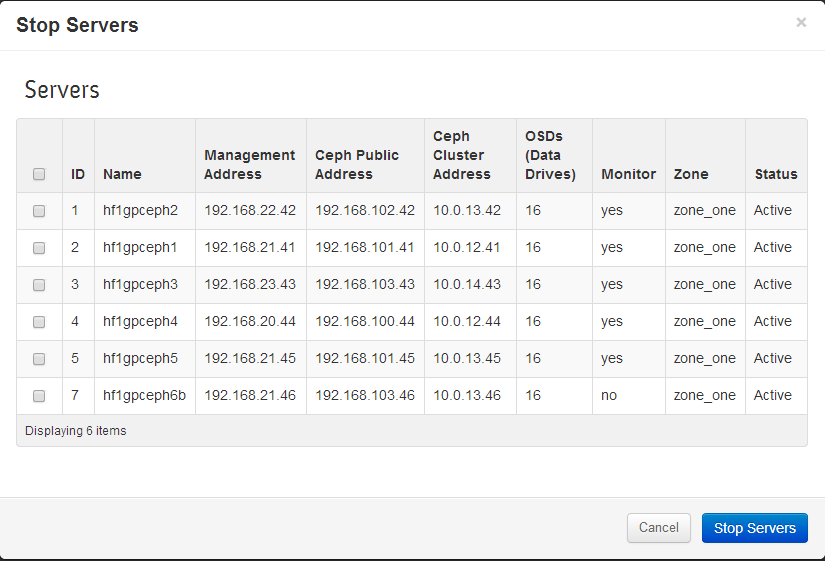 Stop Servers ×
Servers
ID Name Management Address Ceph Public Address Ceph Cluster Address OSDs (Data Drives) Monitor Zone Status
1 hf1gpceph2 192.168.22.42 192.168.102.42 10.0.13.42 16 yes zone_one Active
2 hf1gpceph1 192.168.21.41 192.168.101.41 10.0.12.41 16 yes zone_one Active
3 hf1gpceph3 192.168.23.43 192.168.103.43 10.0.14.43 16 yes zone_one Active
4 hf1gpceph4 192.168.20.44 192.168.100.44 10.0.12.44 16 yes zone_one Active
5 hf1gpceph5 192.168.21.45 192.168.101.45 10.0.13.45 16 yes zone_one Active
7 hf1gpceph6b 192.168.21.46 192.168.103.46 10.0.13.46 16 no zone_one Active
Displaying 6 items
Cancel Stop Servers